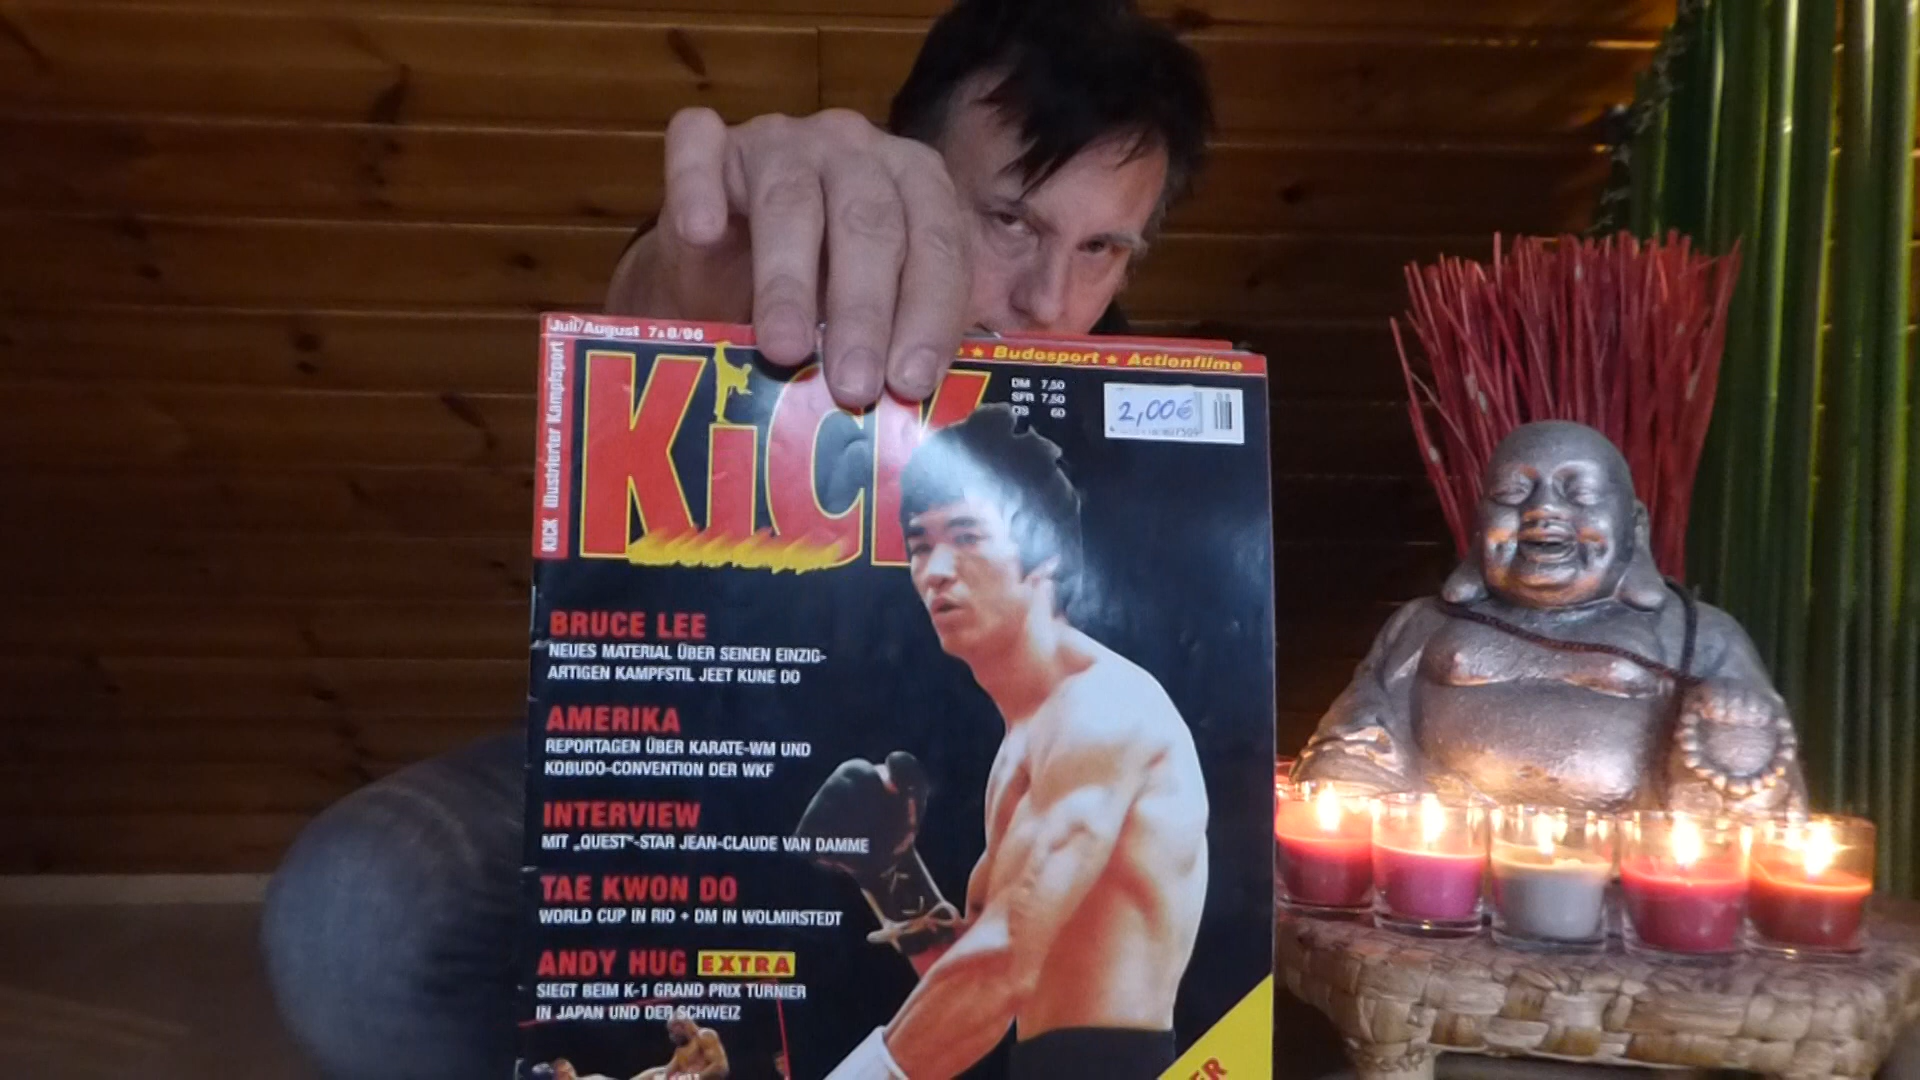 Juli/August 7&8/96
★ Budosport ★ Actionfilme
KICK Illustrierter Kampfsport
KiCK
DM 7,50
SFR 7,50
ÖS 60
2,00€
BRUCE LEE
NEUES MATERIAL ÜBER SEINEN EINZIG-
ARTIGEN KAMPFSTIL JEET KUNE DO
AMERIKA
REPORTAGEN ÜBER KARATE-WM UND
KOBUDO-CONVENTION DER WKF
INTERVIEW
MIT „QUEST"-STAR JEAN-CLAUDE VAN DAMME
TAE KWON DO
WORLD CUP IN RIO + DM IN WOLMIRSTEDT
ANDY HUG EXTRA
SIEGT BEIM K-1 GRAND PRIX TURNIER
IN JAPAN UND DER SCHWEIZ